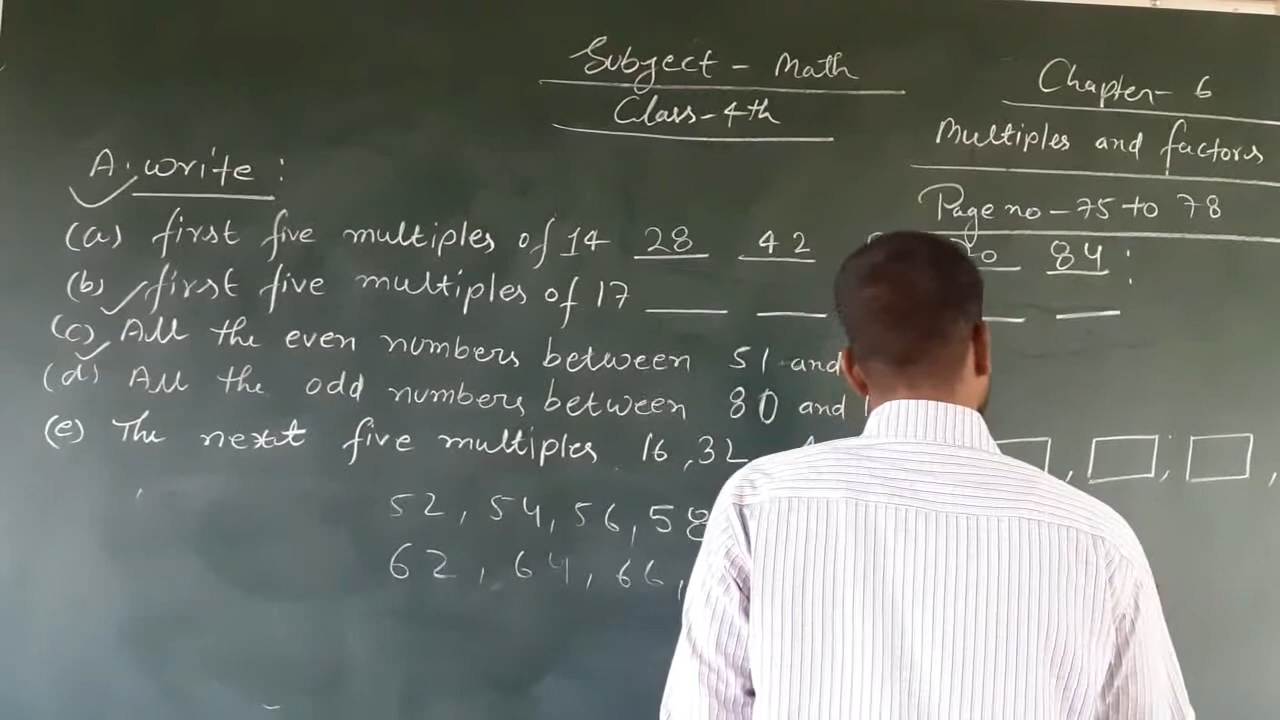 Subject - Math
Class - 4th
Chapter - 6
Multiples and factors
Page no - 75 to 78
A. write :
(a) first five multiples of 14 28 42 84 :
(b) first five multiples of 17
(c) All the even numbers between 51 and
(d) All the odd numbers between 80 and
(e) The next five multiples 16, 32
52, 54, 56, 58
62, 64, 66,